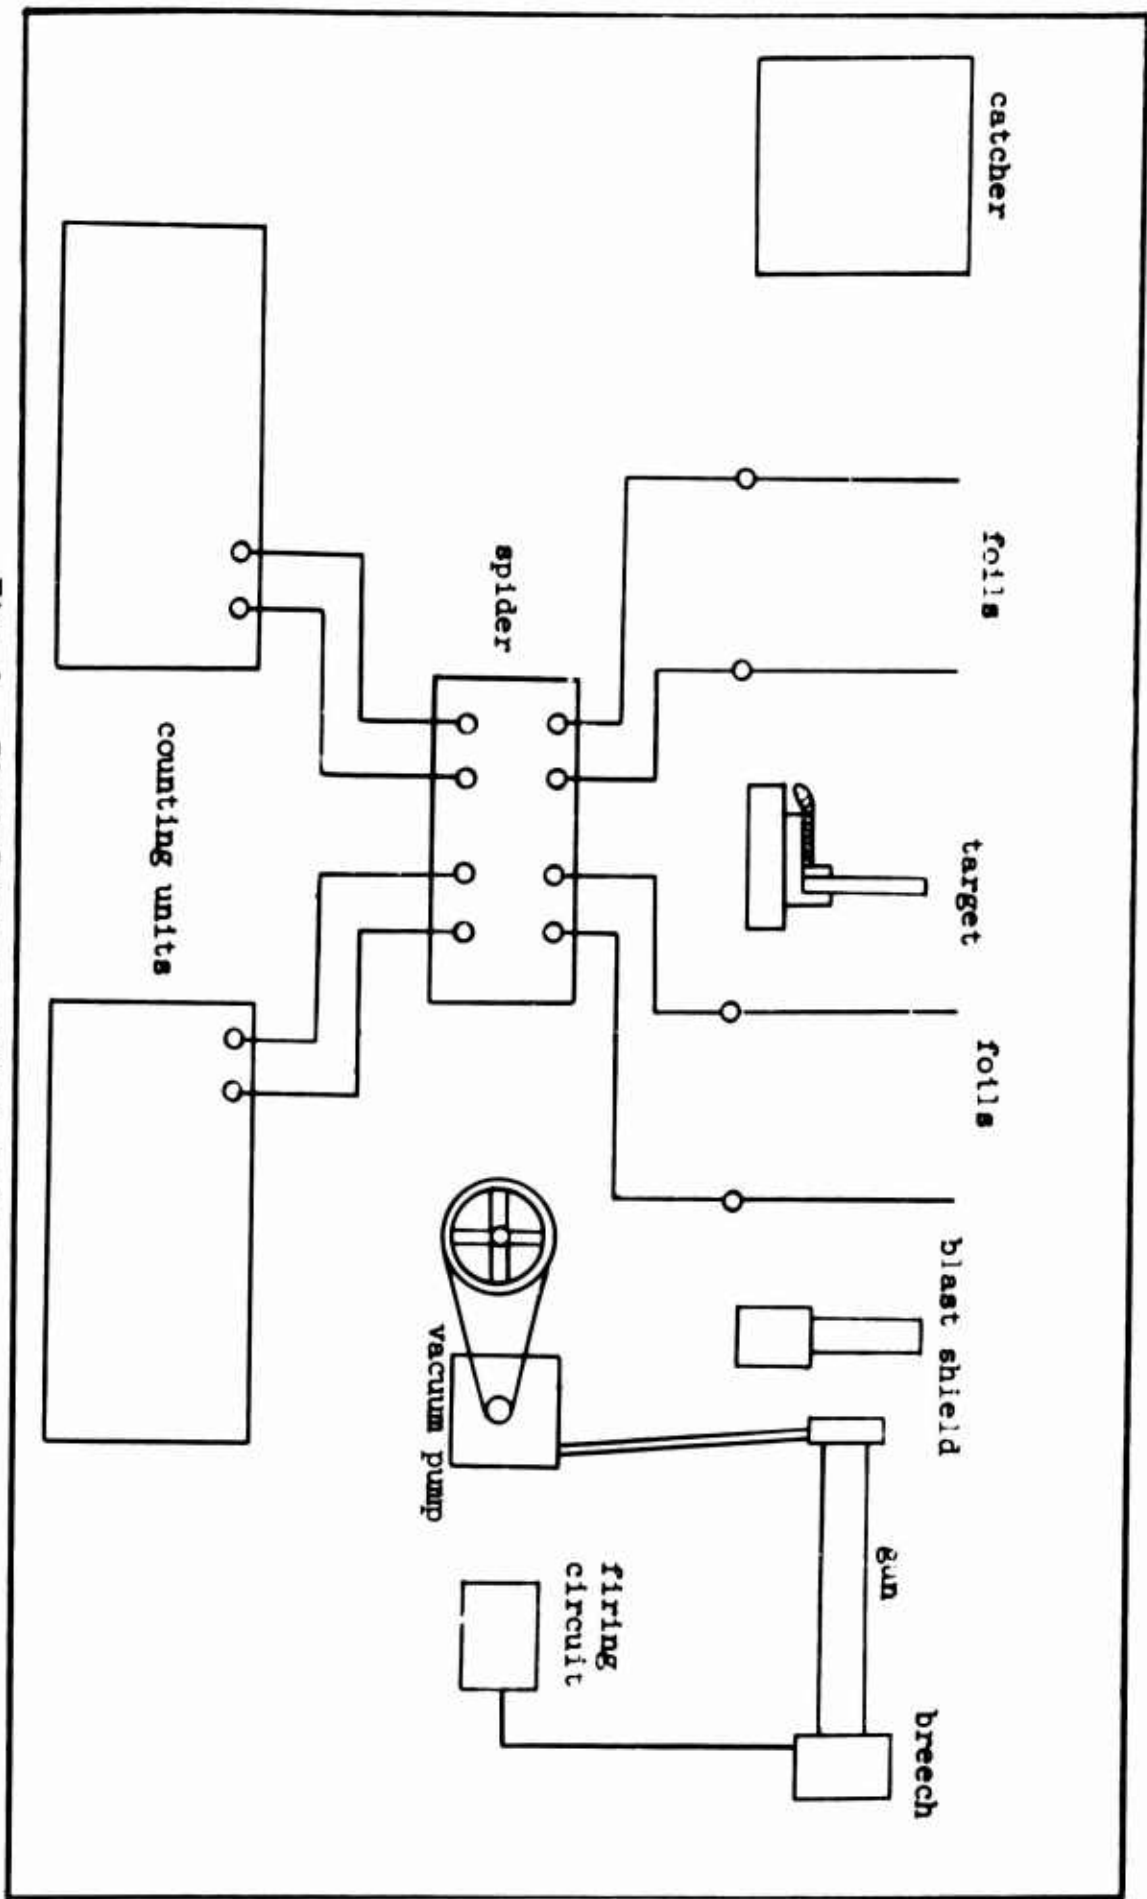 catcher
foils
target
foils
blast shield
gun
breech
spider
vacuum pump
firing
circuit
counting units